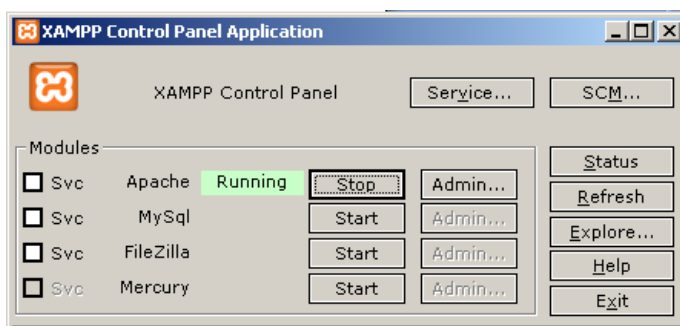 XAMPP Control Panel Application
XAMPP Control Panel Service... SCM...
Modules
Svc Apache Running Stop Admin...
Svc MySql Start Admin...
Svc FileZilla Start Admin...
Svc Mercury Start Admin...
Status
Refresh
Explore...
Help
Exit